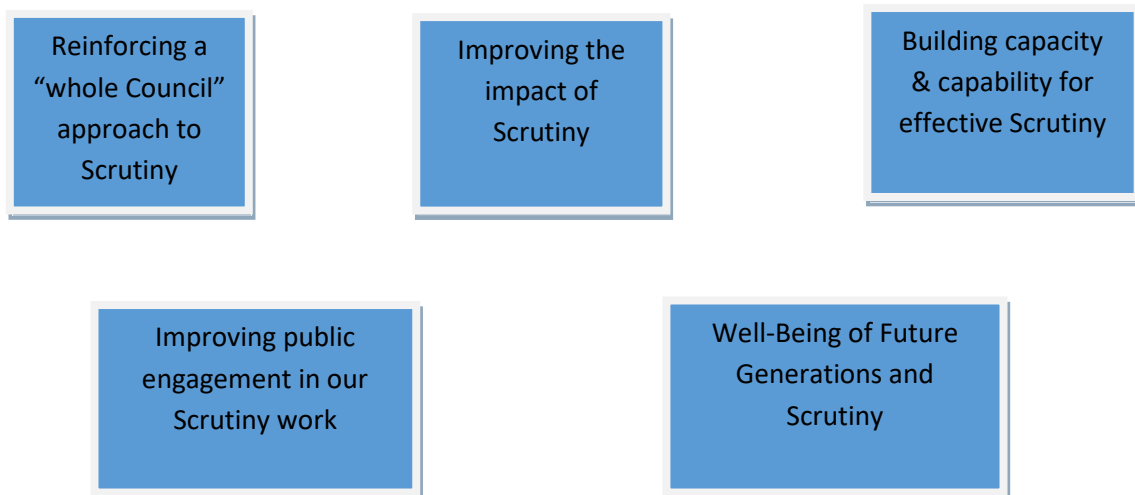 Reinforcing a
“whole Council”
approach to
Scrutiny
Improving the
impact of
Scrutiny
Building capacity
& capability for
effective Scrutiny
Improving public
engagement in our
Scrutiny work
Well-Being of Future
Generations and
Scrutiny